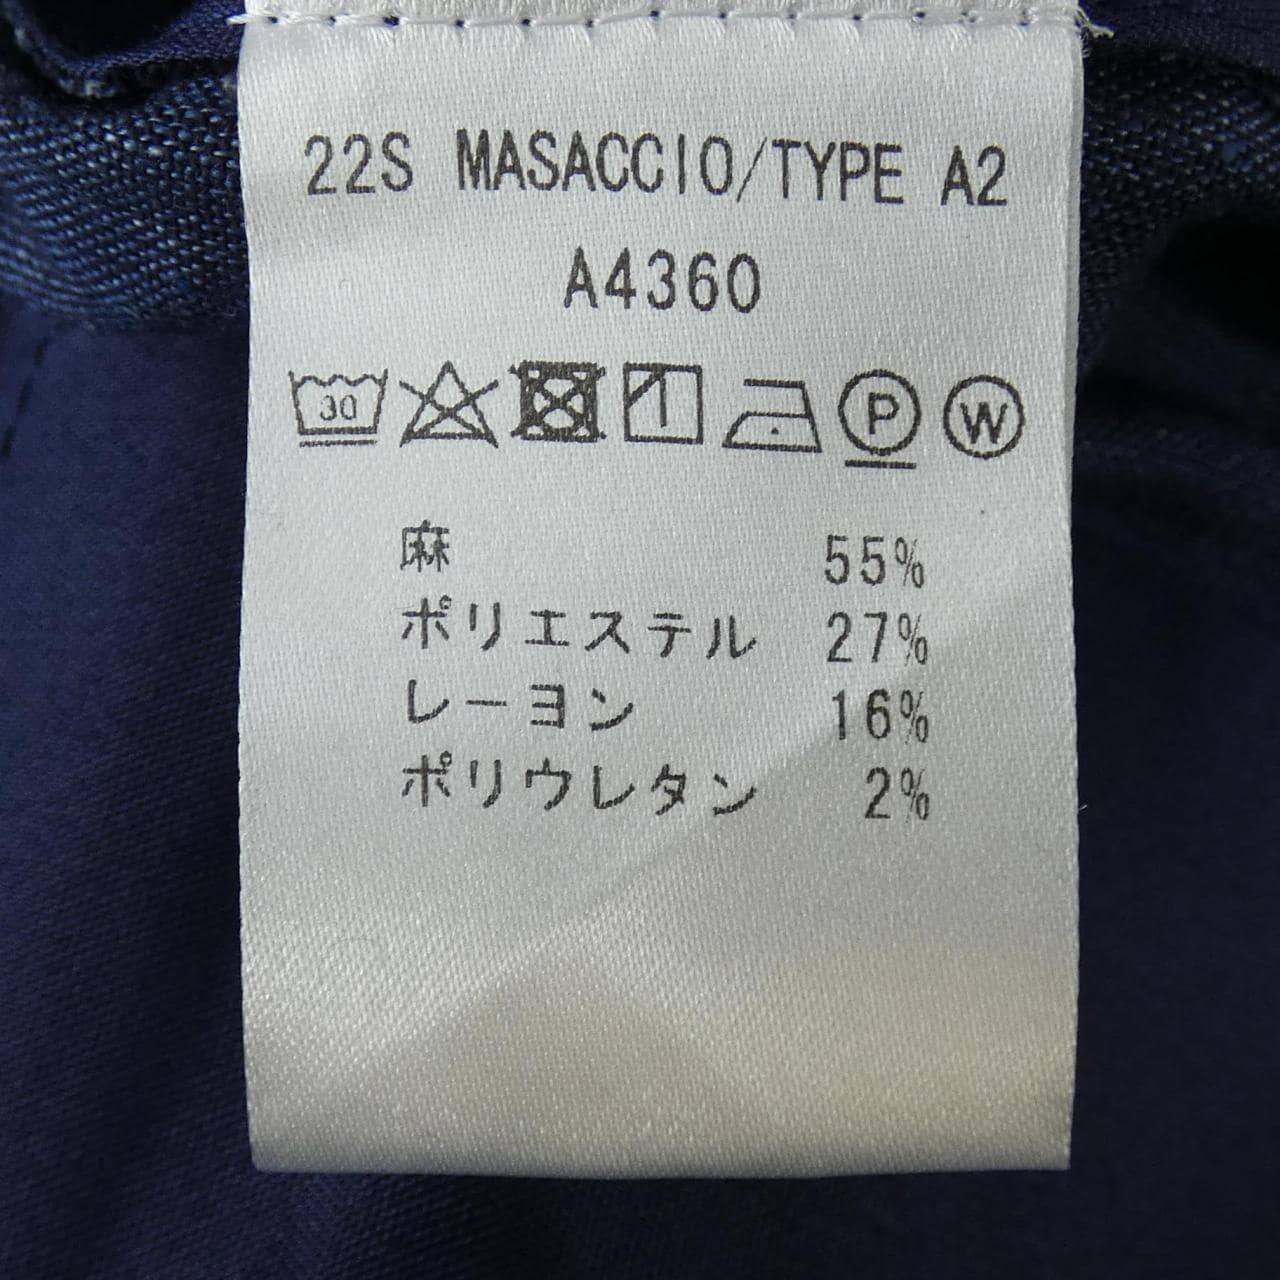 22S MASACCIO/TYPE A2
A4360
30 P W
麻 55%
ポリエステル 27%
レーヨン 16%
ポリウレタン 2%